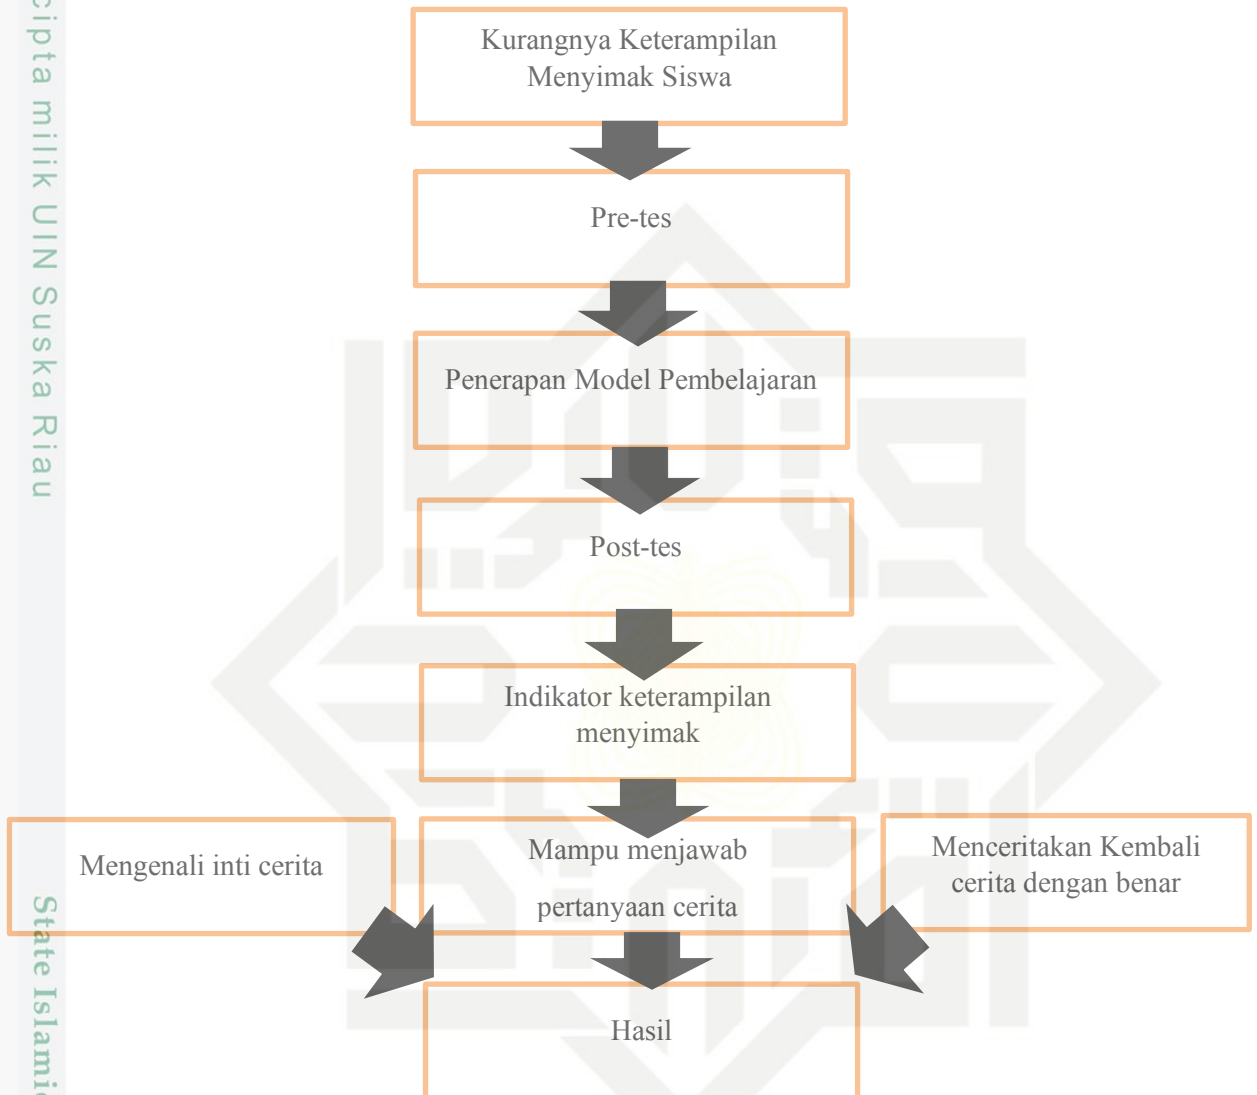 cipta milik UIN Suska Riau
State Islamic
Kurangnya Keterampilan
Menyimak Siswa
Pre-tes
Penerapan Model Pembelajaran
Post-tes
Indikator keterampilan
menyimak
Mengenali inti cerita
Mampu menjawab
pertanyaan cerita
Menceritakan Kembali
cerita dengan benar
Hasil